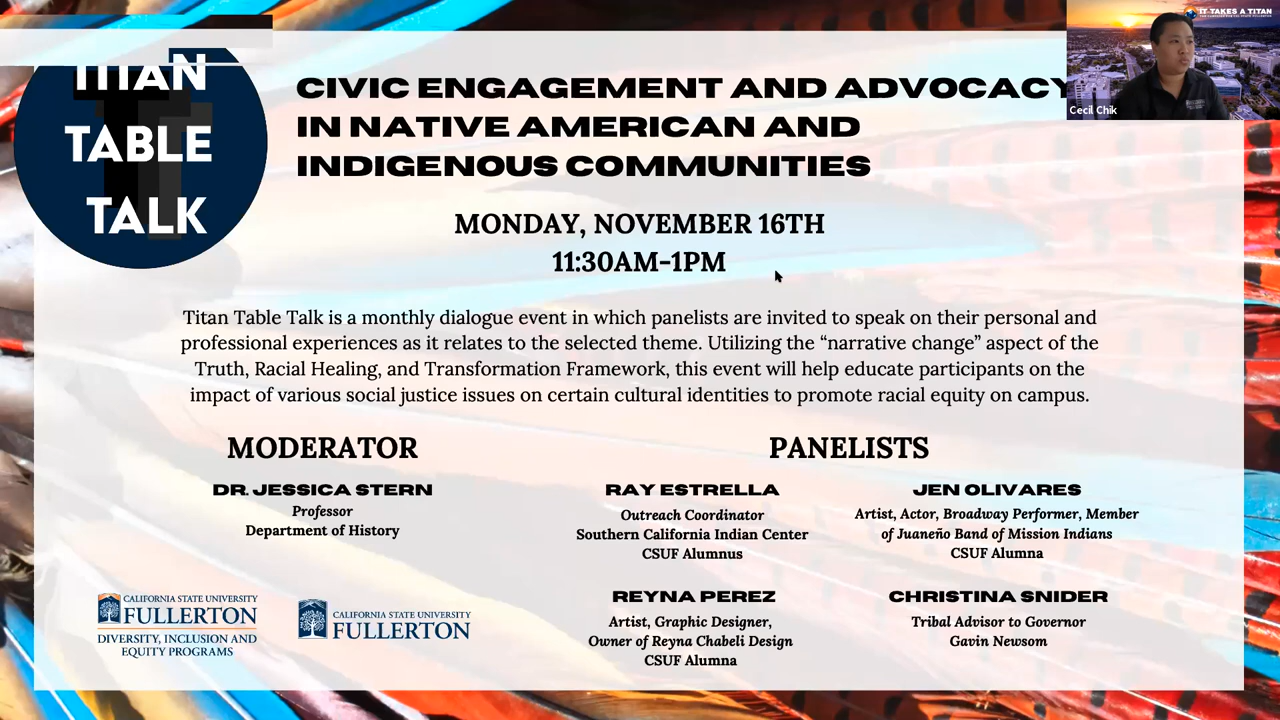 TITAN
TABLE
TALK
CIVIC ENGAGEMENT AND ADVOCACY
IN NATIVE AMERICAN AND
INDIGENOUS COMMUNITIES
IT TAKES A TITAN
THE CAMPAIGN FOR CAL STATE FULLERTON
Cecil Chik
MONDAY, NOVEMBER 16TH
11:30AM-1PM
Titan Table Talk is a monthly dialogue event in which panelists are invited to speak on their personal and
professional experiences as it relates to the selected theme. Utilizing the “narrative change” aspect of the
Truth, Racial Healing, and Transformation Framework, this event will help educate participants on the
impact of various social justice issues on certain cultural identities to promote racial equity on campus.
MODERATOR
DR. JESSICA STERN
Professor
Department of History
PANELISTS
RAY ESTRELLA
Outreach Coordinator
Southern California Indian Center
CSUF Alumnus
JEN OLIVARES
Artist, Actor, Broadway Performer, Member
of Juaneño Band of Mission Indians
CSUF Alumna
REYNA PEREZ
Artist, Graphic Designer,
Owner of Reyna Chabeli Design
CSUF Alumna
CHRISTINA SNIDER
Tribal Advisor to Governor
Gavin Newsom
CALIFORNIA STATE UNIVERSITY
FULLERTON
DIVERSITY, INCLUSION AND
EQUITY PROGRAMS
CALIFORNIA STATE UNIVERSITY
FULLERTON